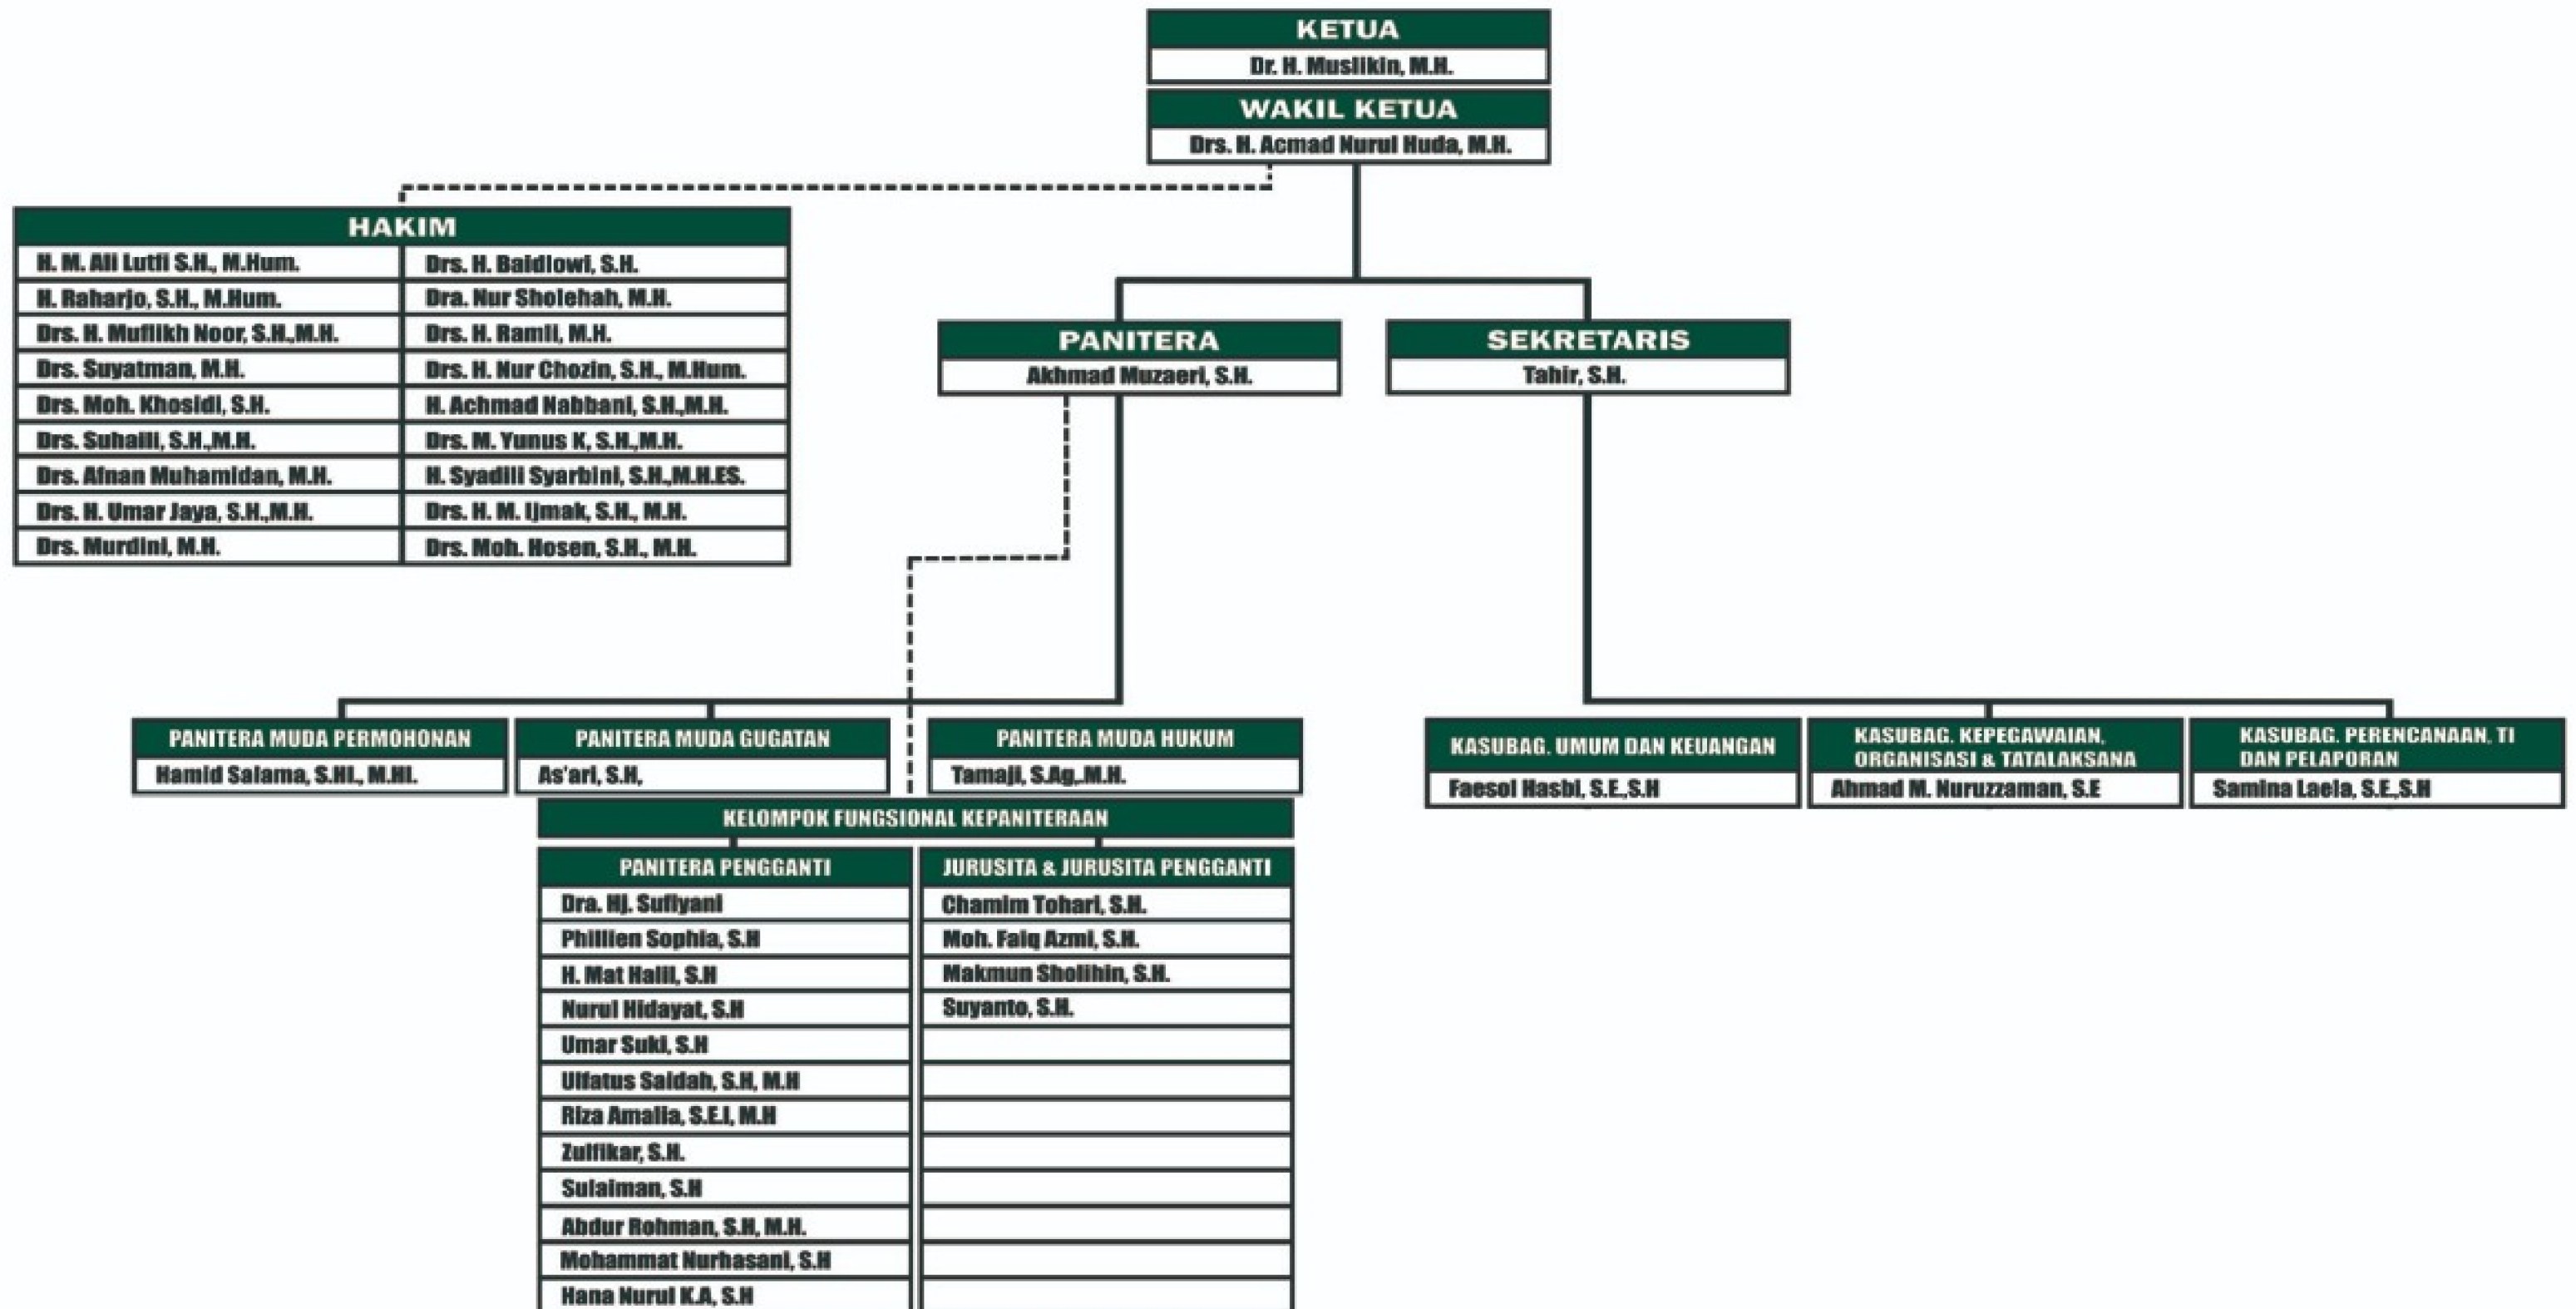 KETUA
Dr. H. Muslikin, M.H.
WAKIL KETUA
Drs. H. Acmad Nurul Huda, M.H.
HAKIM
H. M. Ali Lutfi S.H., M.Hum.
Drs. H. Baidlowi, S.H.
H. Raharjo, S.H., M.Hum.
Dra. Nur Sholehah, M.H.
Drs. H. Muflikh Noor, S.H.,M.H.
Drs. H. Ramli, M.H.
Drs. Suyatman, M.H.
Drs. H. Nur Chozin, S.H., M.Hum.
Drs. Moh. Khosidi, S.H.
H. Achmad Nabbani, S.H.,M.H.
Drs. Suhaili, S.H.,M.H.
Drs. M. Yunus K, S.H.,M.H.
Drs. Afnan Muhamidan, M.H.
H. Syadili Syarbini, S.H.,M.H.ES.
Drs. H. Umar Jaya, S.H.,M.H.
Drs. H. M. Ijmak, S.H., M.H.
Drs. Murdini, M.H.
Drs. Moh. Hosen, S.H., M.H.
PANITERA
Akhmad Muzaeri, S.H.
SEKRETARIS
Tahir, S.H.
PANITERA MUDA PERMOHONAN
Hamid Salama, S.HI., M.HI.
PANITERA MUDA GUGATAN
As'ari, S.H,
PANITERA MUDA HUKUM
Tamaji, S.Ag,.M.H.
KASUBAG. UMUM DAN KEUANGAN
Faesol Hasbi, S.E.,S.H
KASUBAG. KEPEGAWAIAN,
ORGANISASI & TATALAKSANA
Ahmad M. Nuruzzaman, S.E
KASUBAG. PERENCANAAN, TI
DAN PELAPORAN
Samina Laela, S.E.,S.H
KELOMPOK FUNGSIONAL KEPANITERAAN
PANITERA PENGGANTI
Dra. Hj. Sufiyani
Phillien Sophia, S.H
H. Mat Halil, S.H
Nurul Hidayat, S.H
Umar Suki, S.H
Ulfatus Saidah, S.H, M.H
Riza Amalia, S.E.I, M.H
Zulfikar, S.H.
Sulaiman, S.H
Abdur Rohman, S.H, M.H.
Mohammat Nurhasani, S.H
Hana Nurul K.A, S.H
JURUSITA & JURUSITA PENGGANTI
Chamim Tohari, S.H.
Moh. Faiq Azmi, S.H.
Makmun Sholihin, S.H.
Suyanto, S.H.